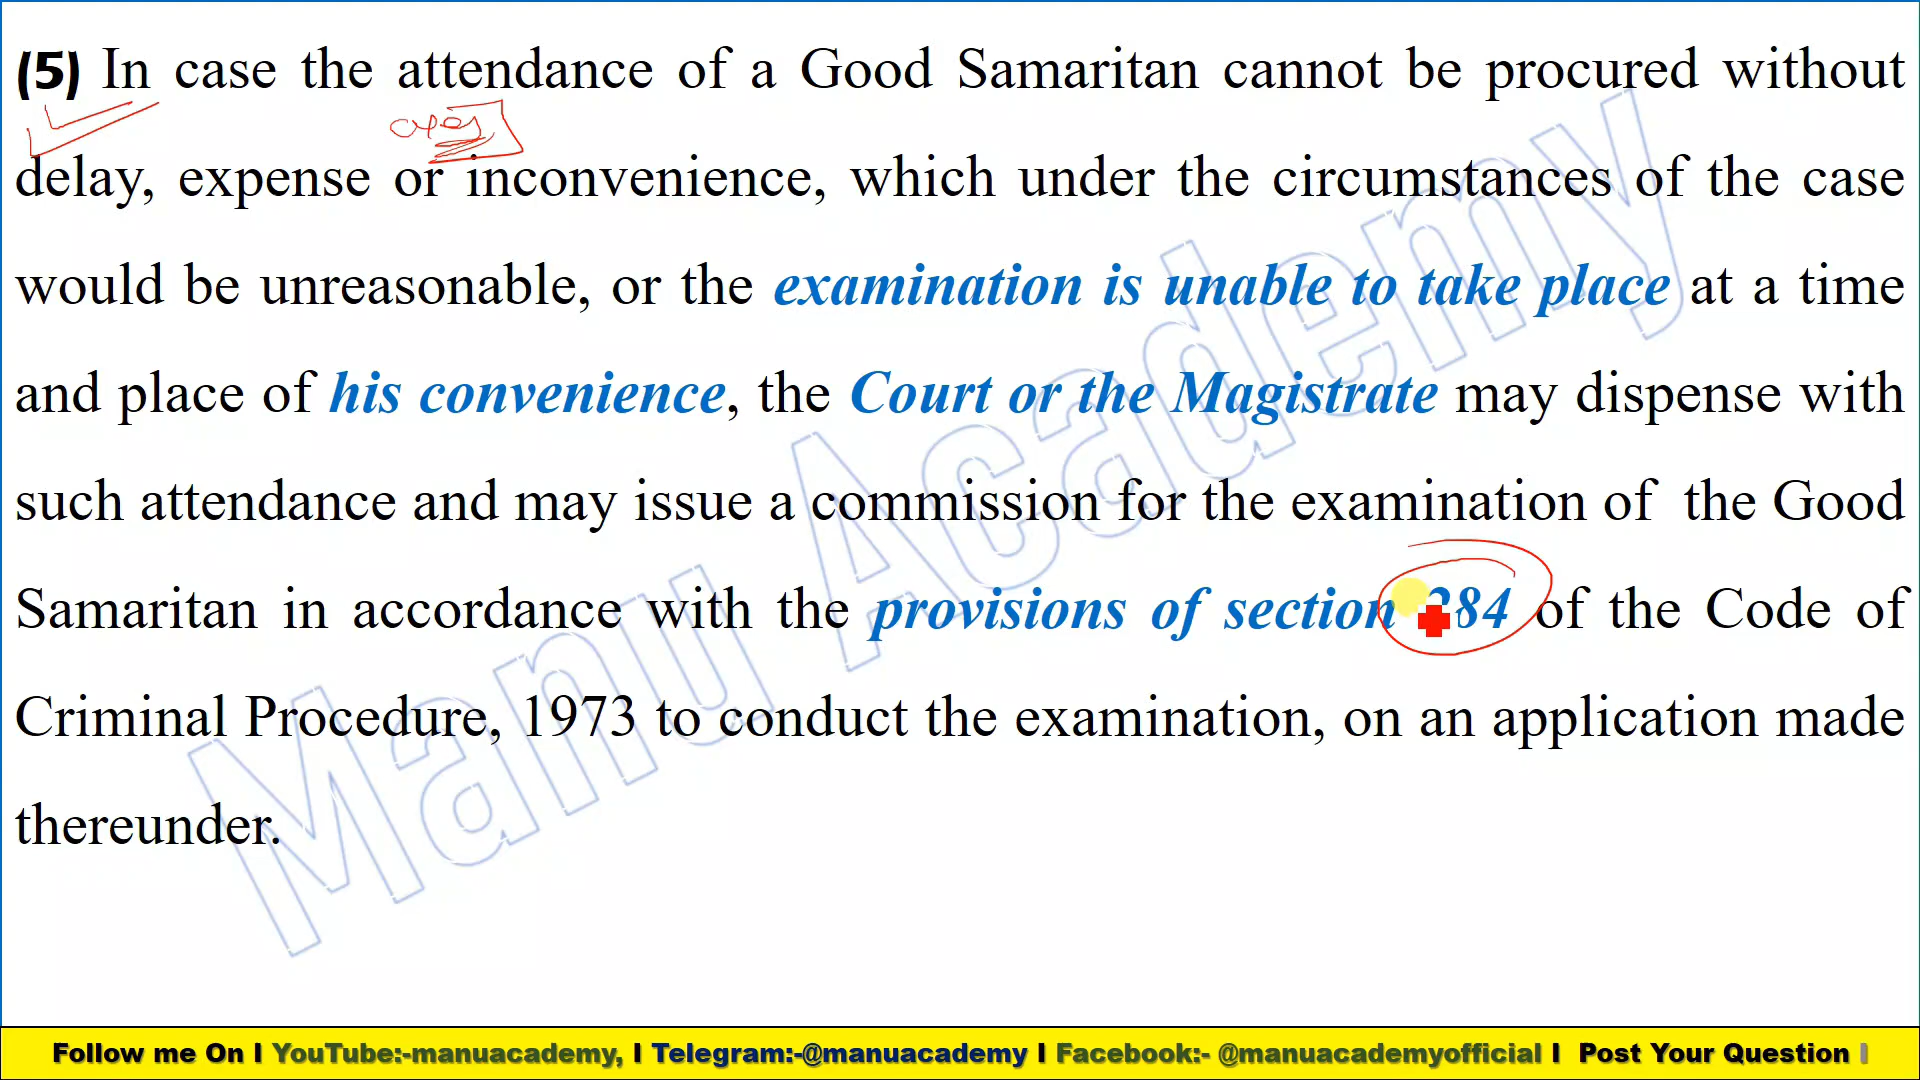 (5) In case the attendance of a Good Samaritan cannot be procured without
delay, expense or inconvenience, which under the circumstances of the case
would be unreasonable, or the examination is unable to take place at a time
and place of his convenience, the Court or the Magistrate may dispense with
such attendance and may issue a commission for the examination of the Good
Samaritan in accordance with the provisions of section 284 of the Code of
Criminal Procedure, 1973 to conduct the examination, on an application made
thereunder.
Manu Academy
Follow me On I YouTube:-manuacademy, I Telegram:-@manuacademy I Facebook:- @manuacademyofficial I Post Your Question I